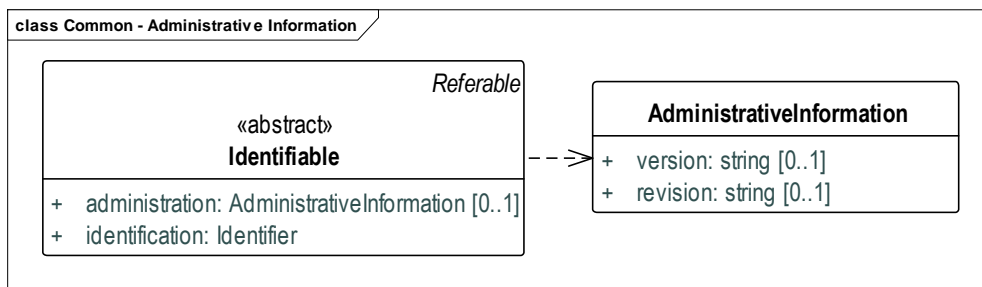 class Common - Administrative Information
Referable
«abstract»
Identifiable
+ administration: AdministrativeInformation [0..1]
+ identification: Identifier
AdministrativeInformation
+ version: string [0..1]
+ revision: string [0..1]